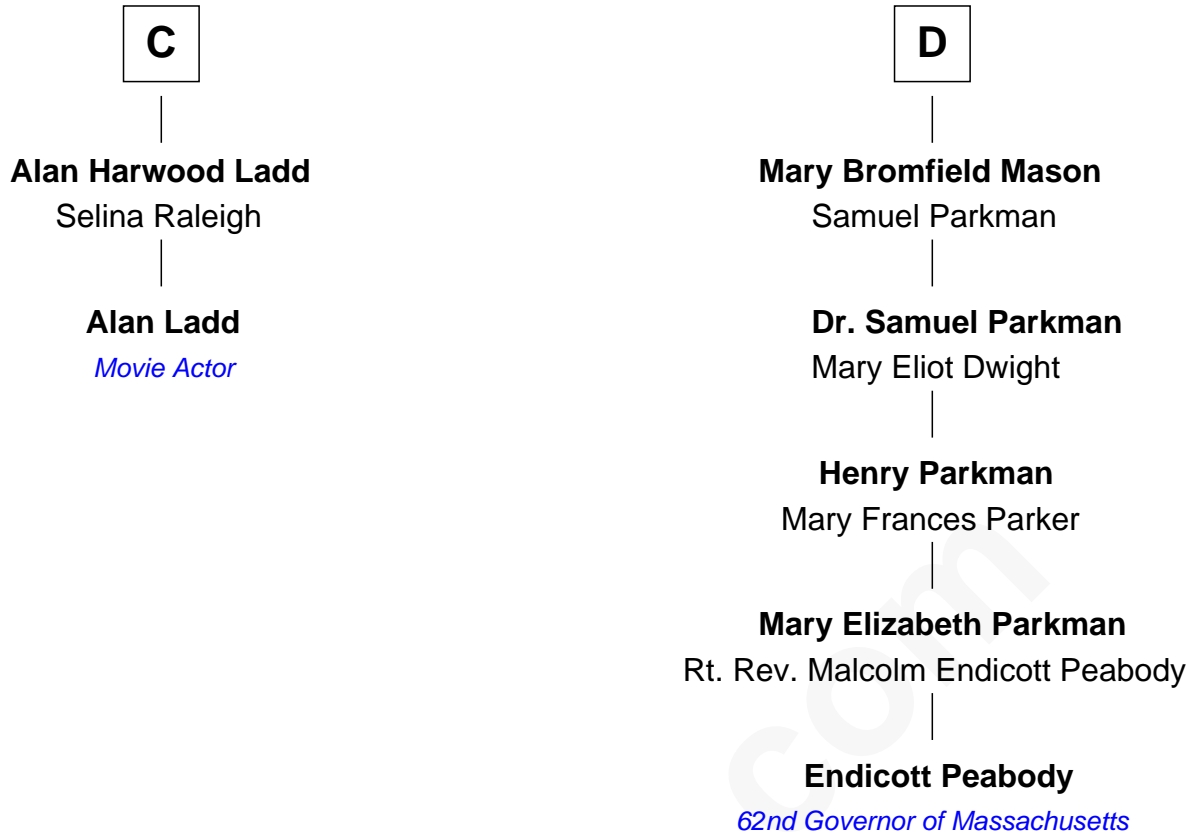 C
Alan Harwood Ladd
Selina Raleigh
Alan Ladd
Movie Actor
D
Mary Bromfield Mason
Samuel Parkman
Dr. Samuel Parkman
Mary Eliot Dwight
Henry Parkman
Mary Frances Parker
Mary Elizabeth Parkman
Rt. Rev. Malcolm Endicott Peabody
Endicott Peabody
62nd Governor of Massachusetts
com